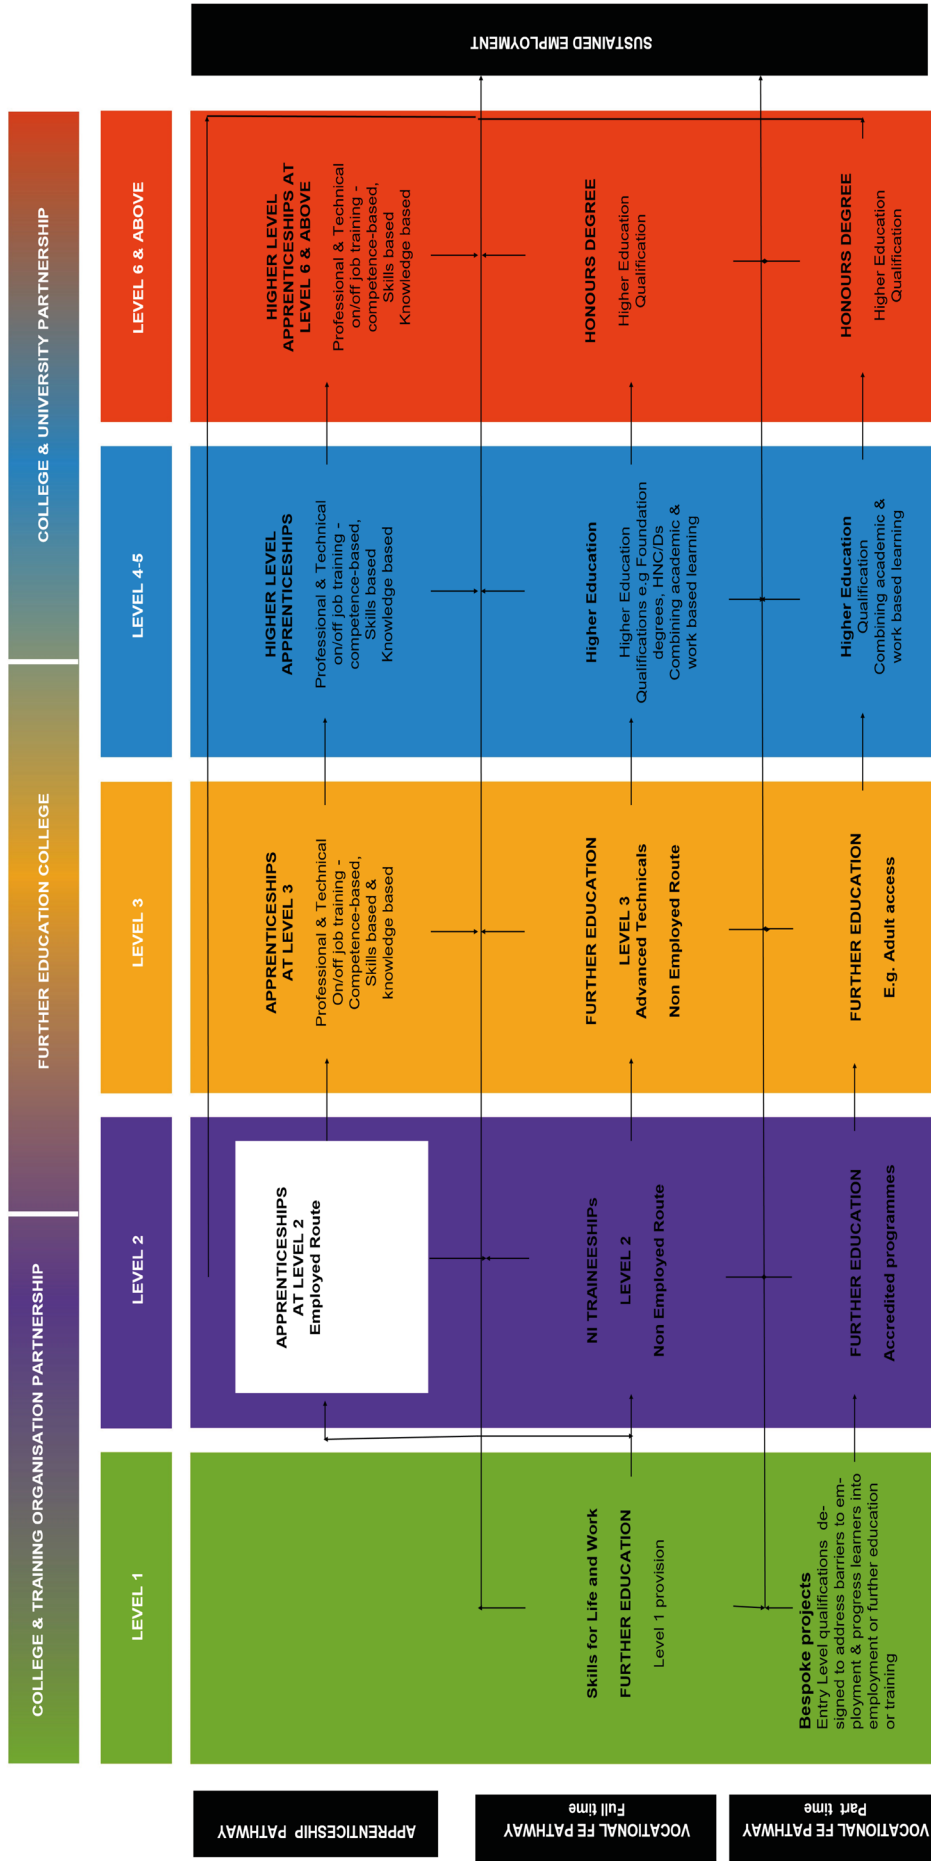 COLLEGE & TRAINING ORGANISATION PARTNERSHIP
FURTHER EDUCATION COLLEGE
COLLEGE & UNIVERSITY PARTNERSHIP
LEVEL 1
LEVEL 2
LEVEL 3
LEVEL 4-5
LEVEL 6 & ABOVE
APPRENTICESHIP PATHWAY
APPRENTICESHIPS
AT LEVEL 2
Employed Route
APPRENTICESHIPS
AT LEVEL 3
Professional & Technical
On/off job training -
Competence-based,
Skills based &
knowledge based
HIGHER LEVEL
APPRENTICESHIPS
Professional & Technical
on/off job training -
competence-based,
Skills based
Knowledge based
HIGHER LEVEL
APPRENTICESHIPS AT
LEVEL 6 & ABOVE
Professional & Technical
on/off job training -
competence-based,
Skills based
Knowledge based
VOCATIONAL FE PATHWAY
Full time
Skills for Life and Work
FURTHER EDUCATION
Level 1 provision
NI TRAINEESHIPs
LEVEL 2
Non Employed Route
FURTHER EDUCATION
LEVEL 3
Advanced Technicals
Non Employed Route
Higher Education
Higher Education
Qualifications e.g Foundation
degrees, HNC/Ds
Combining academic &
work based learning
HONOURS DEGREE
Higher Education
Qualification
VOCATIONAL FE PATHWAY
Part time
Bespoke projects
Entry Level qualifications de-
signed to address barriers to em-
ployment & progress learners into
employment or further education
or training
FURTHER EDUCATION
Accredited programmes
FURTHER EDUCATION
E.g. Adult access
Higher Education
Qualification
Combining academic &
work based learning
HONOURS DEGREE
Higher Education
Qualification
SUSTAINED EMPLOYMENT